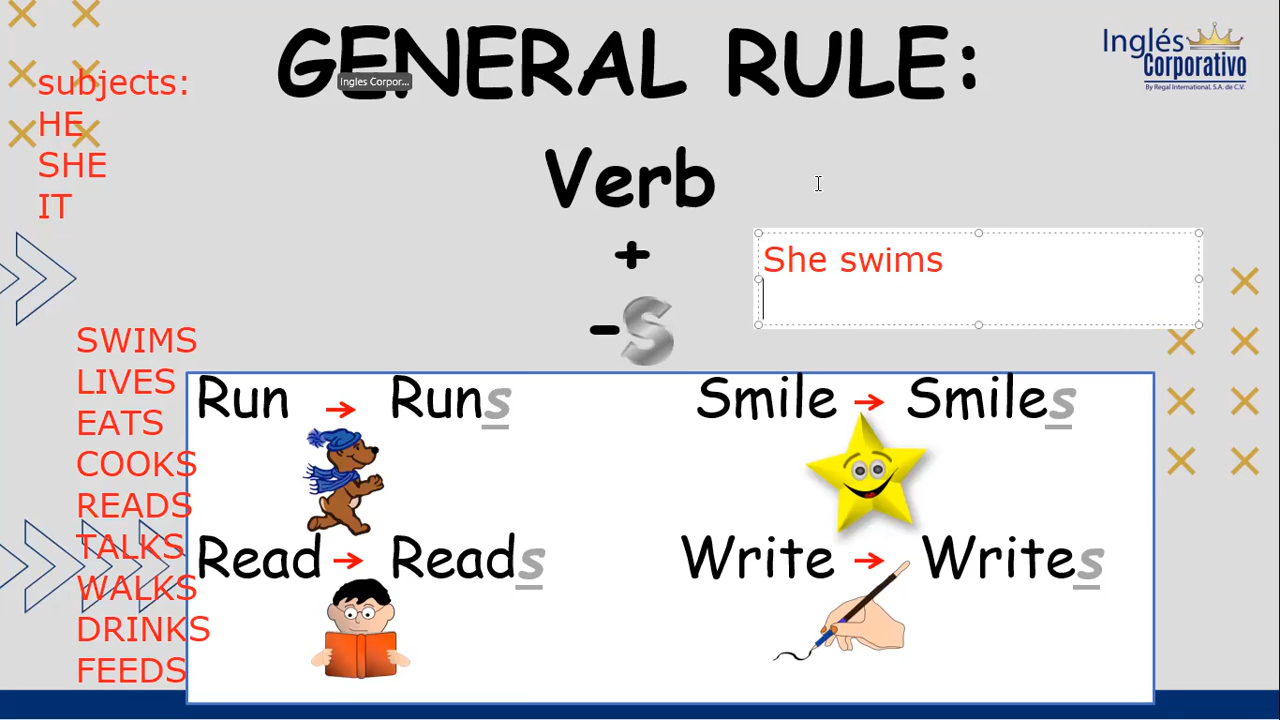 GENERAL RULE:
Ingles Corpor...
Inglés
Corporativo
By Regal International, S.A. de C.V.
subjects:
HE
SHE
IT
Verb
+
-s
She swims
SWIMS
LIVES
EATS
COOKS
READS
TALKS
WALKS
DRINKS
FEEDS
Run → Runs
Smile → Smiles
Read → Reads
Write → Writes